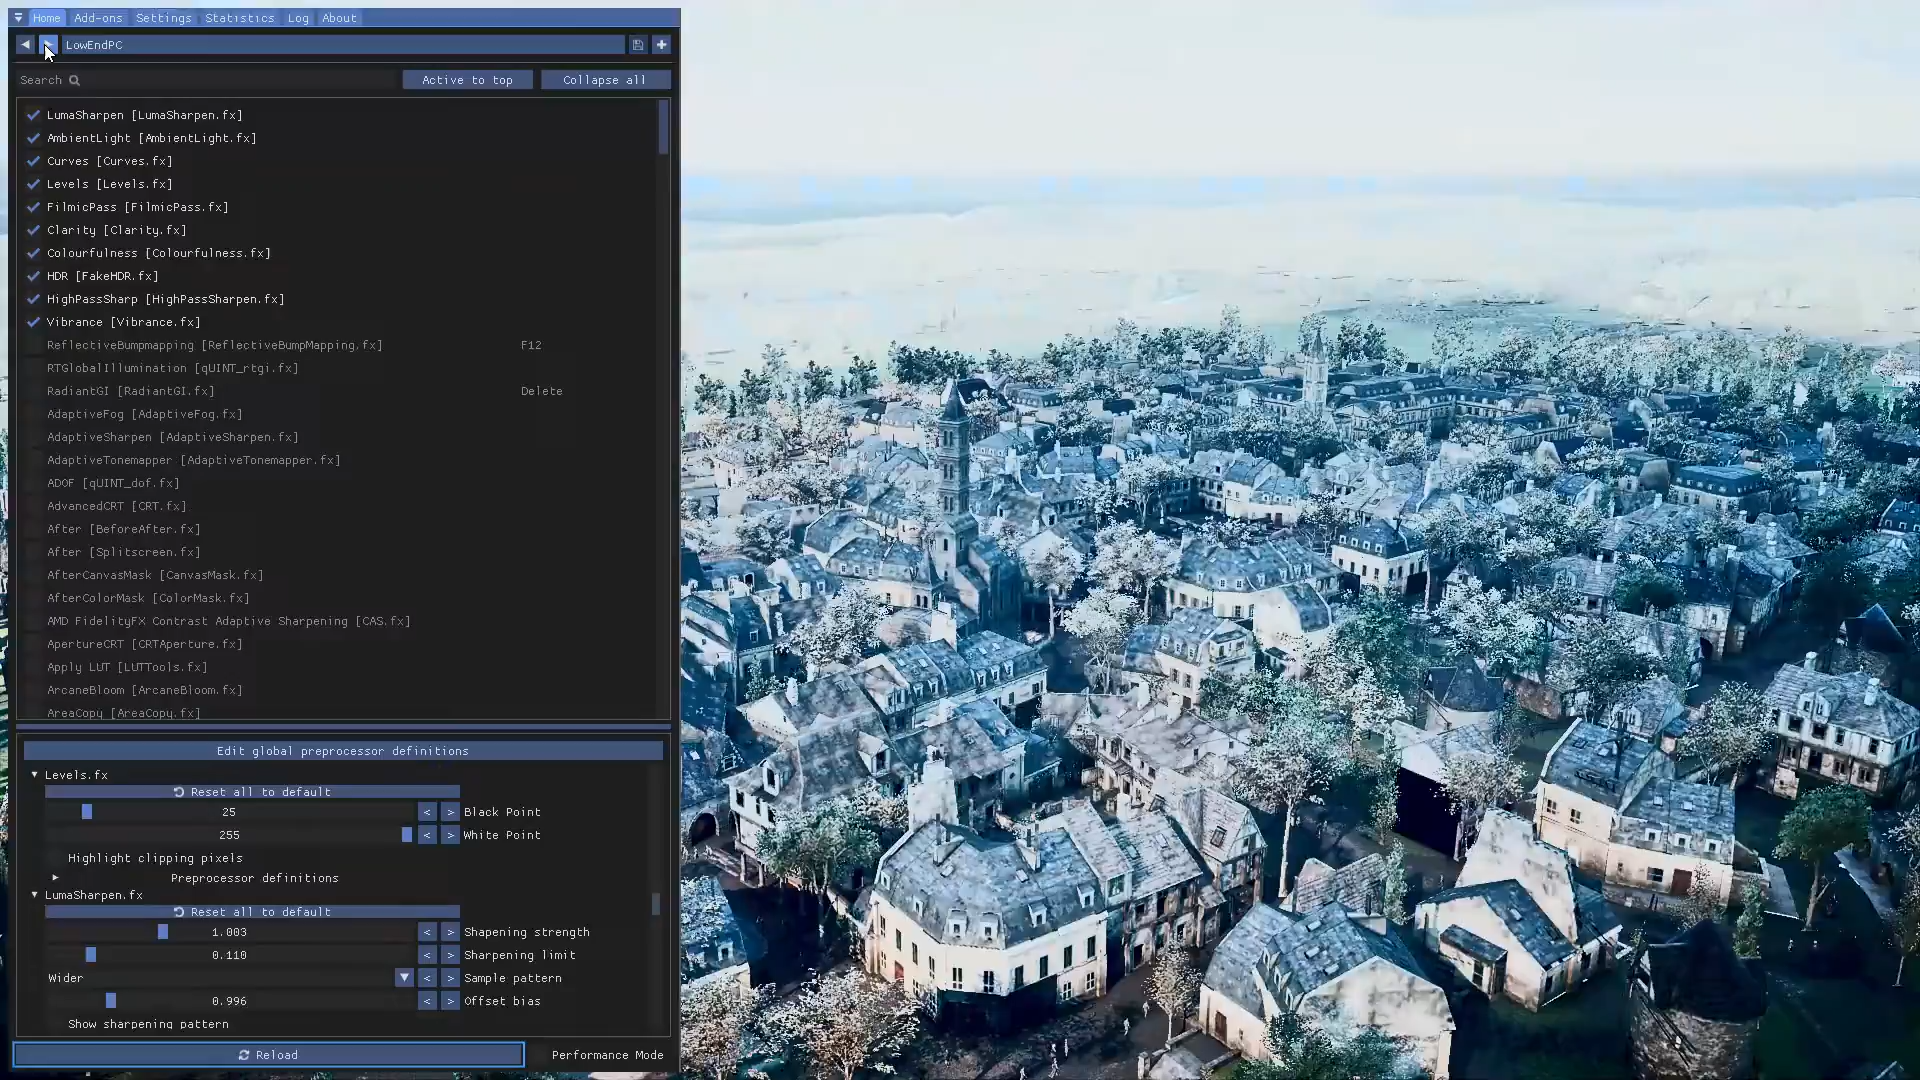 Home Add-ons Settings Statistics Log About
LowEndPC
Search Active to top Collapse all
LumaSharpen [LumaSharpen.fx]
AmbientLight [AmbientLight.fx]
Curves [Curves.fx]
Levels [Levels.fx]
FilmicPass [FilmicPass.fx]
Clarity [Clarity.fx]
Colourfulness [Colourfulness.fx]
HDR [FakeHDR.fx]
HighPassSharp [HighPassSharpen.fx]
Vibrance [Vibrance.fx]
ReflectiveBumpmapping [ReflectiveBumpMapping.fx] F12
RTGlobalIllumination [qUINT_rtgi.fx]
RadiantGI [RadiantGI.fx] Delete
AdaptiveFog [AdaptiveFog.fx]
AdaptiveSharpen [AdaptiveSharpen.fx]
AdaptiveTonemapper [AdaptiveTonemapper.fx]
ADOF [qUINT_dof.fx]
AdvancedCRT [CRT.fx]
After [BeforeAfter.fx]
After [Splitscreen.fx]
AfterCanvasMask [CanvasMask.fx]
AfterColorMask [ColorMask.fx]
AMD FidelityFX Contrast Adaptive Sharpening [CAS.fx]
ApertureCRT [CRTAperture.fx]
Apply LUT [LUTTools.fx]
ArcaneBloom [ArcaneBloom.fx]
AreaCopy [AreaCopy.fx]
Edit global preprocessor definitions
Levels.fx
Reset all to default
25 < > Black Point
255 < > White Point
Highlight clipping pixels
Preprocessor definitions
LumaSharpen.fx
Reset all to default
1.003 < > Shapening strength
0.110 < > Sharpening limit
Wider < > Sample pattern
0.996 < > Offset bias
Show sharpening pattern
Reload Performance Mode